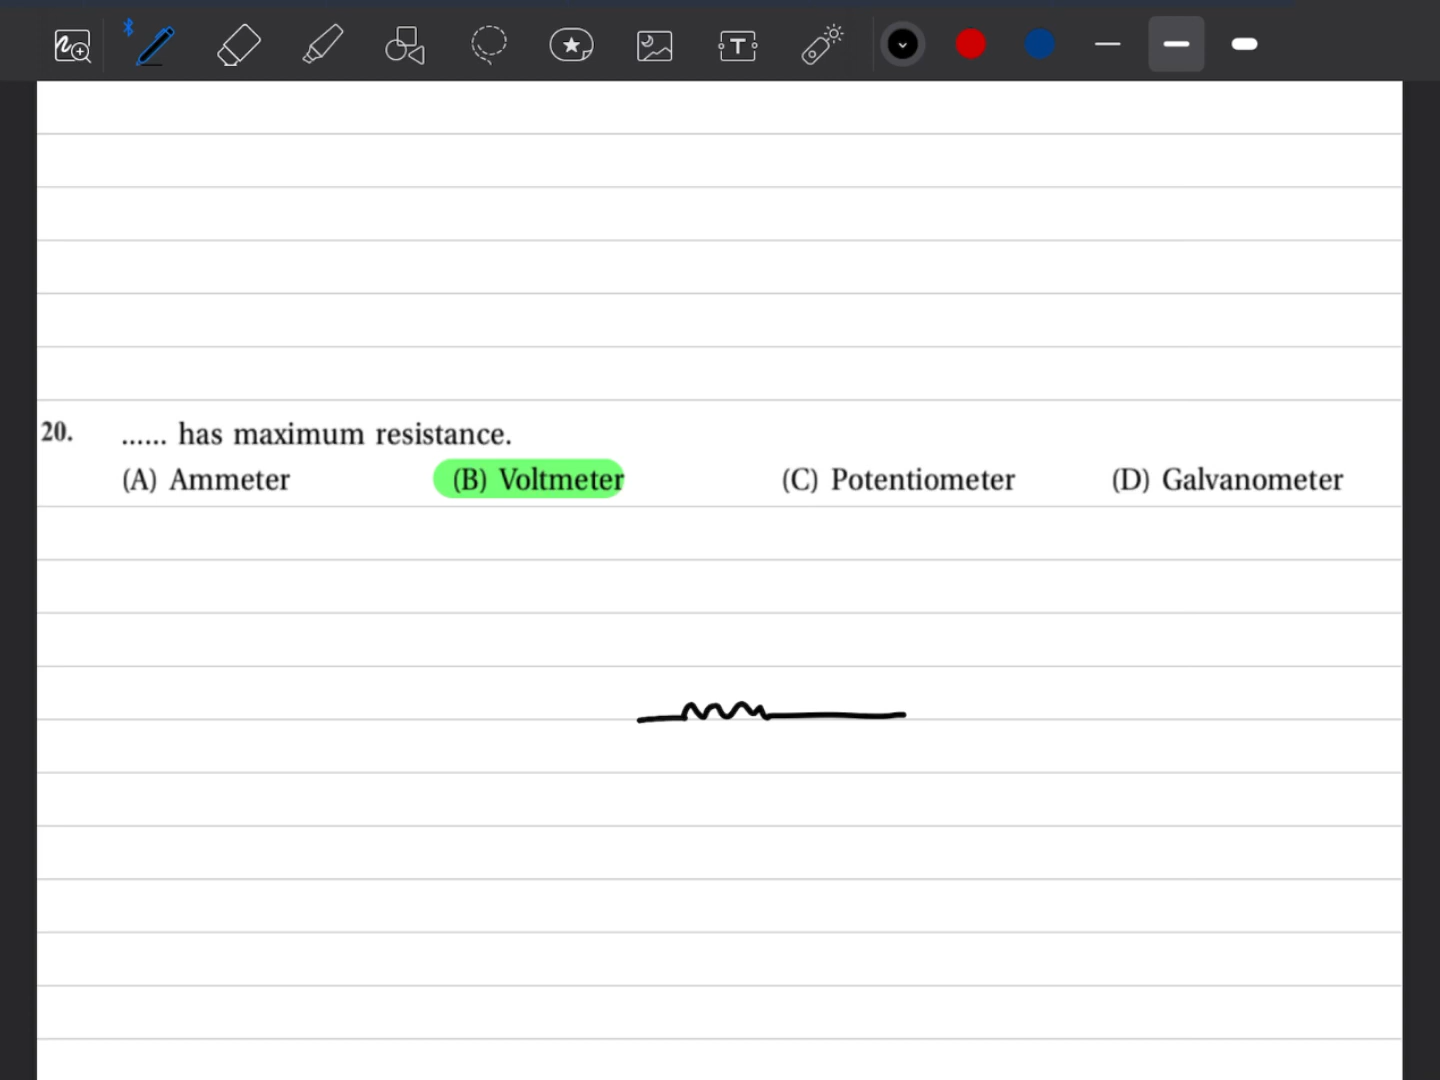 20. ...... has maximum resistance.
(A) Ammeter (B) Voltmeter (C) Potentiometer (D) Galvanometer